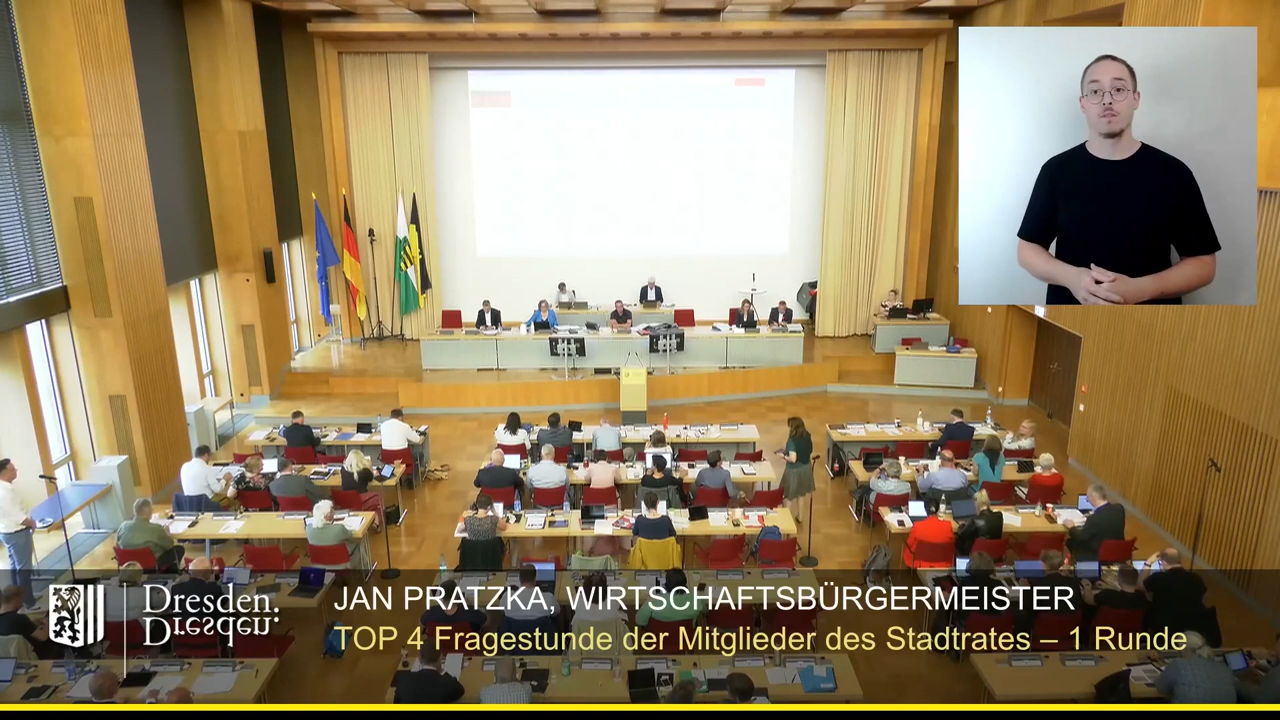 JAN PRATZKA, WIRTSCHAFTSBÜRGERMEISTER
Dresden.
Dresden.
TOP 4 Fragestunde der Mitglieder des Stadtrates – 1 Runde